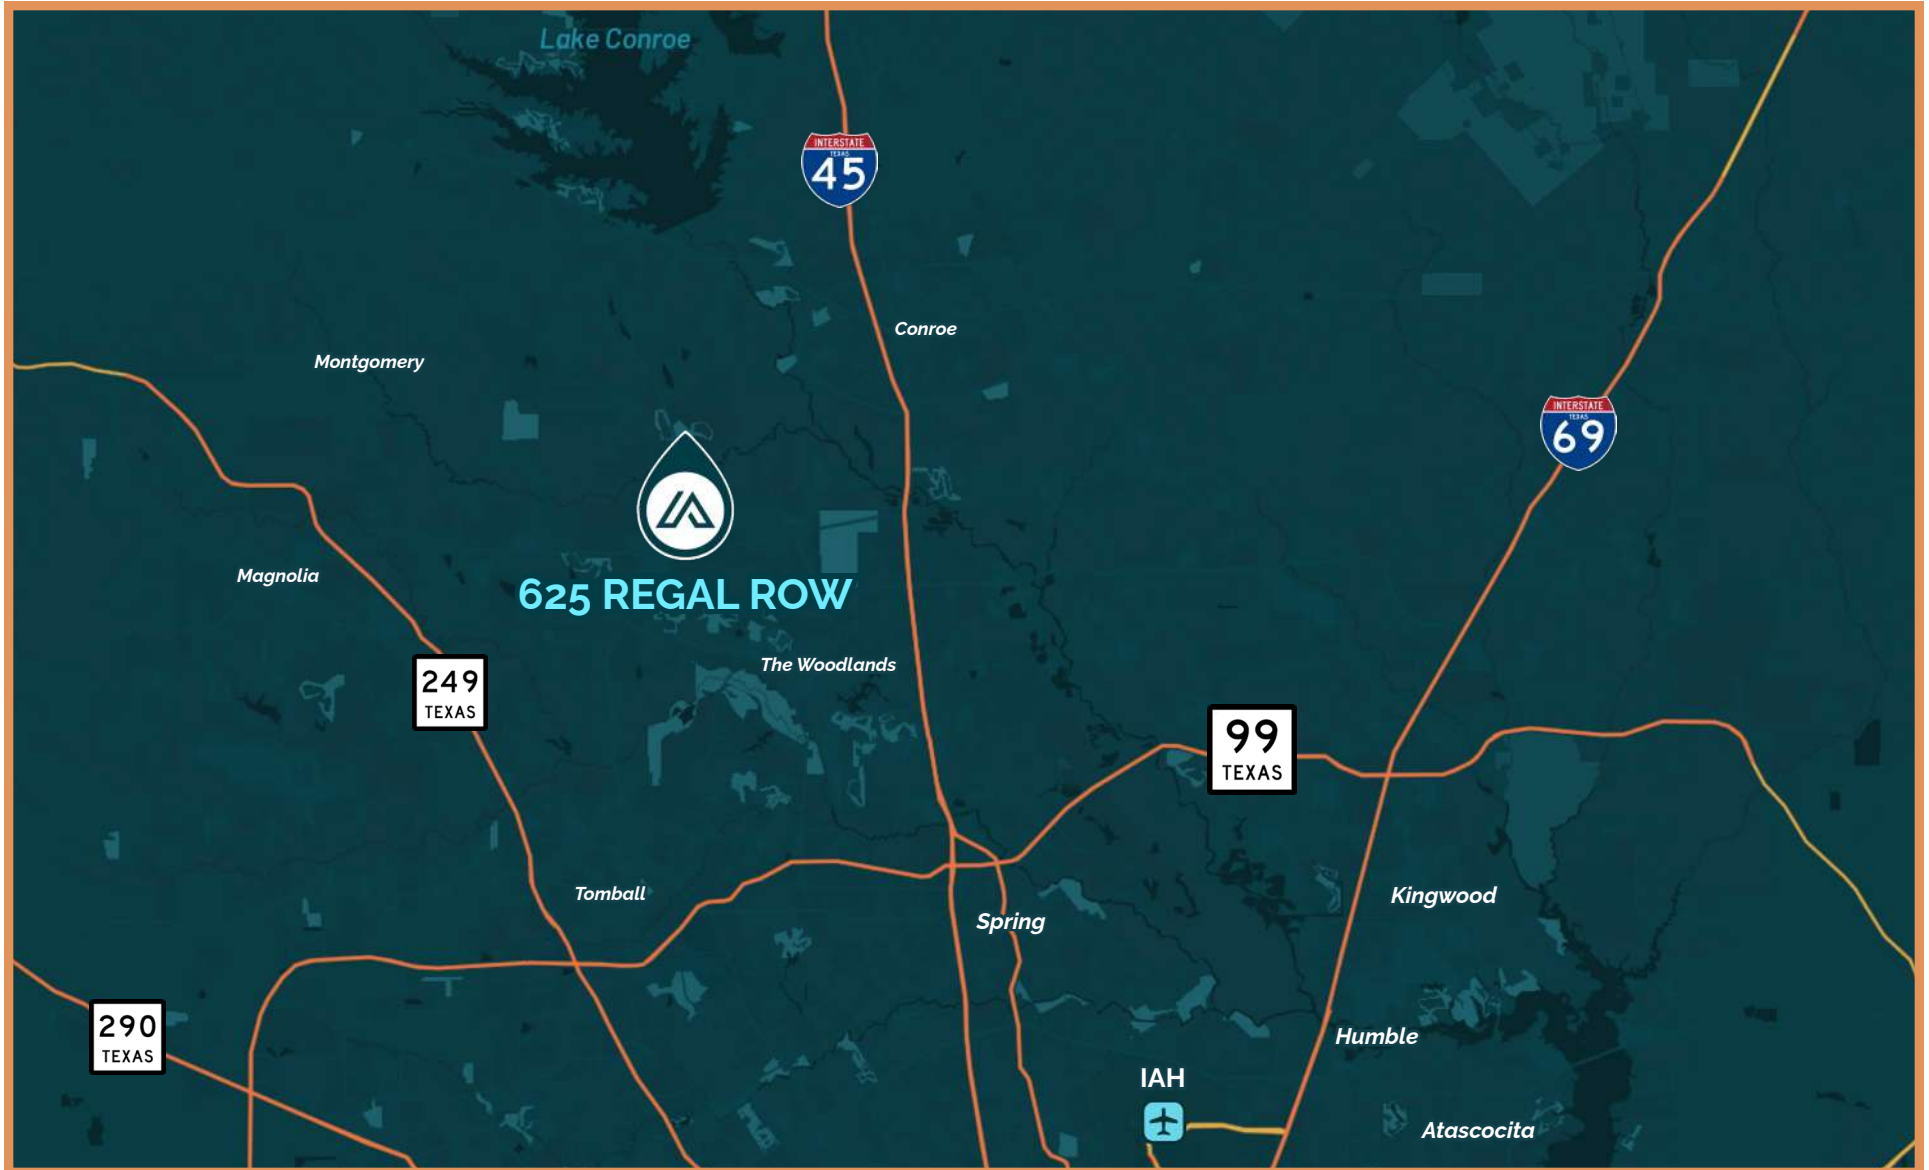 Lake Conroe
INTERSTATE
TEXAS
45
Conroe
Montgomery
INTERSTATE
TEXAS
69
Magnolia
625 REGAL ROW
The Woodlands
249
TEXAS
99
TEXAS
Tomball
Kingwood
Spring
290
TEXAS
Humble
IAH
Atascocita